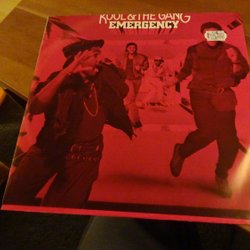 KOOL & THE GANG
EMERGENCY